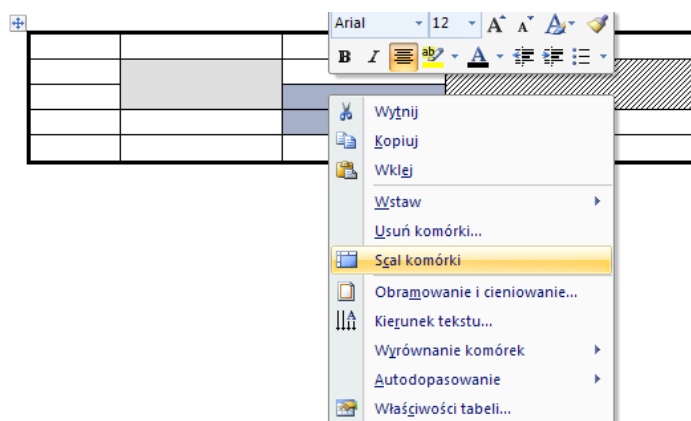 Arial 12 A A A
B I ab A
Wytnij
Kopiuj
Wklej
Wstaw
Usuń komórki...
Scal komórki
Obramowanie i cieniowanie...
Kierunek tekstu...
Wyrównanie komórek
Autodopasowanie
Właściwości tabeli...